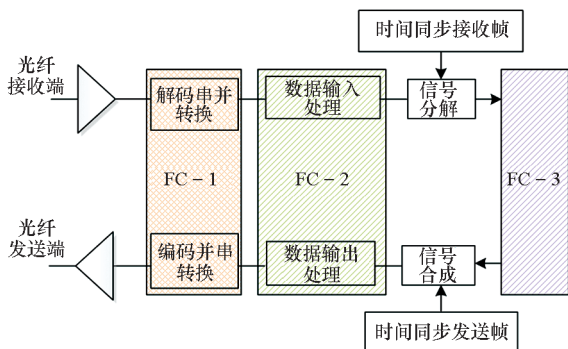 时间同步接收帧
光纤
接收端
解码串并
转换
数据输入
处理
信号
分解
FC-1
FC-2
FC-3
光纤
发送端
编码并串
转换
数据输出
处理
信号
合成
时间同步发送帧